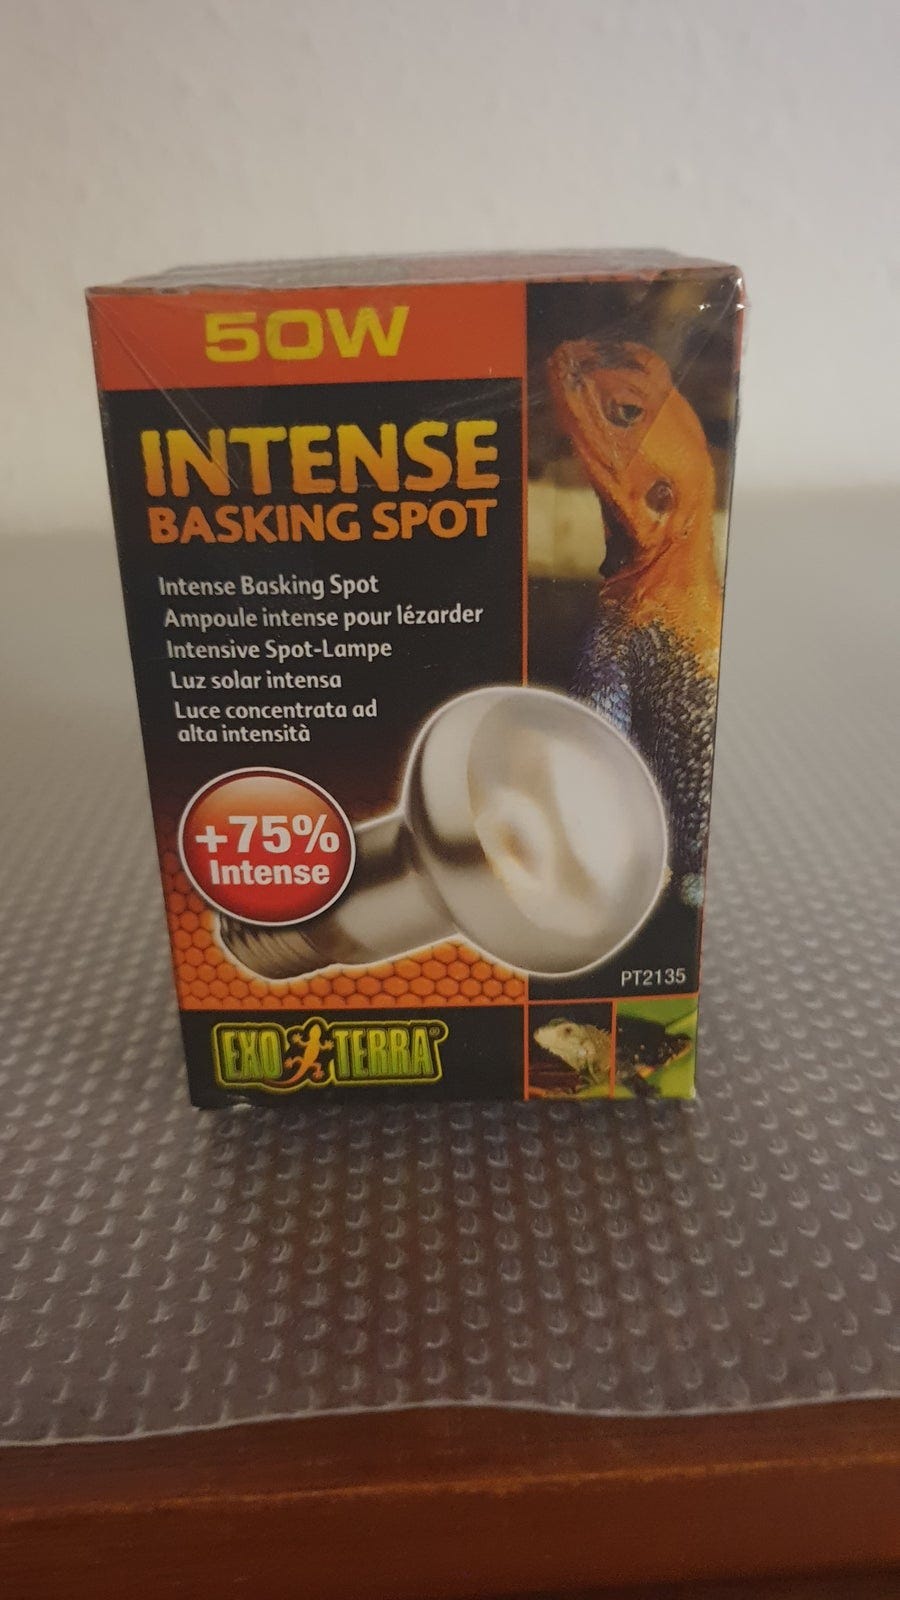 50W
INTENSE
BASKING SPOT
Intense Basking Spot
Ampoule intense pour lézarder
Intensive Spot-Lampe
Luz solar intensa
Luce concentrata ad
alta intensità
+75%
Intense
PT2135
EXO TERRA®